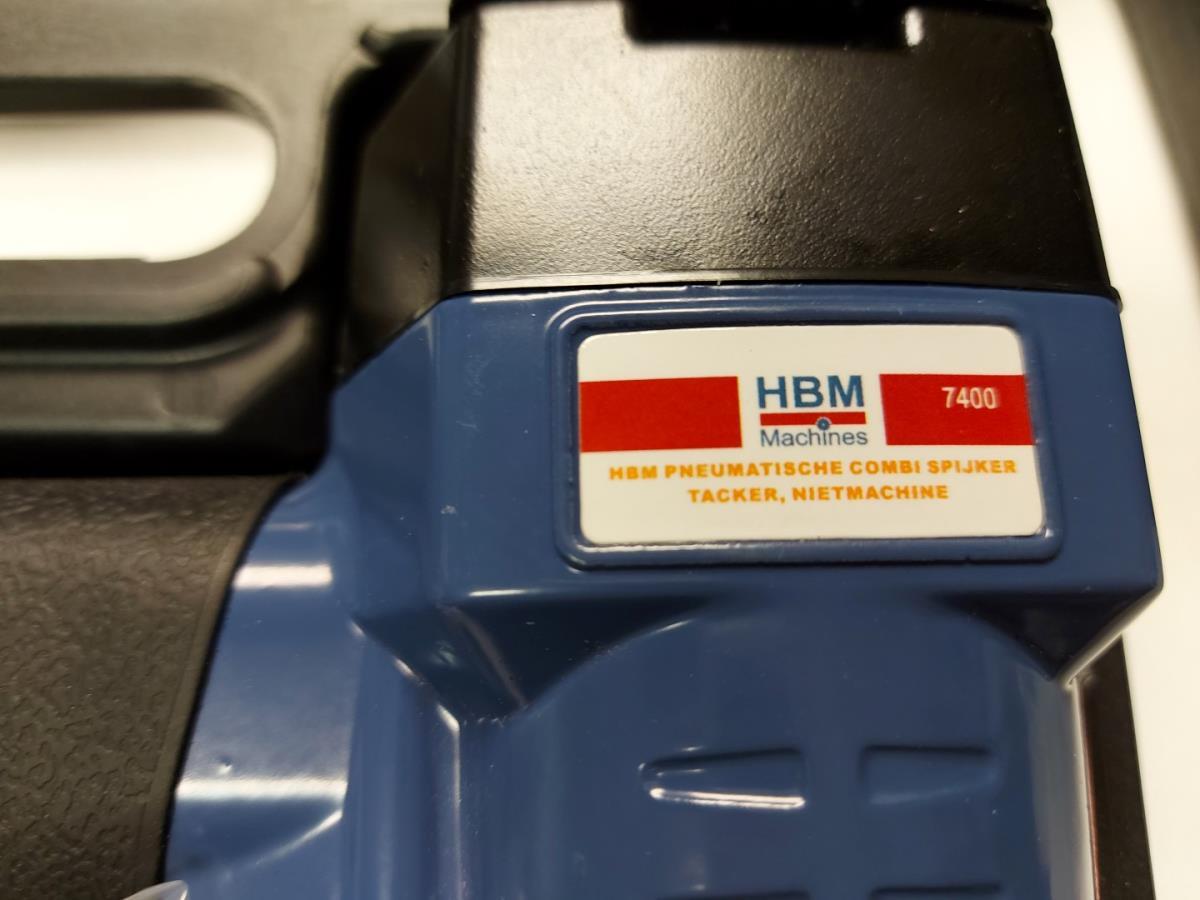 HBM
Machines
7400
HBM PNEUMATISCHE COMBI SPIJKER
TACKER, NIETMACHINE